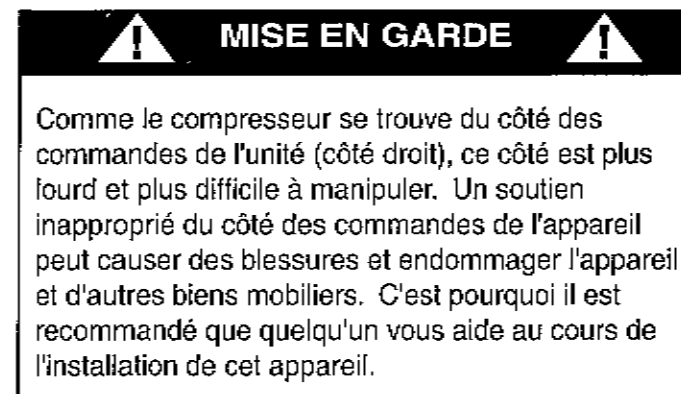 MISE EN GARDE
Comme le compresseur se trouve du côté des
commandes de l'unité (côté droit), ce côté est plus
lourd et plus difficile à manipuler. Un soutien
inapproprié du côté des commandes de l'appareil
peut causer des blessures et endommager l'appareil
et d'autres biens mobiliers. C'est pourquoi il est
recommandé que quelqu'un vous aide au cours de
l'installation de cet appareil.